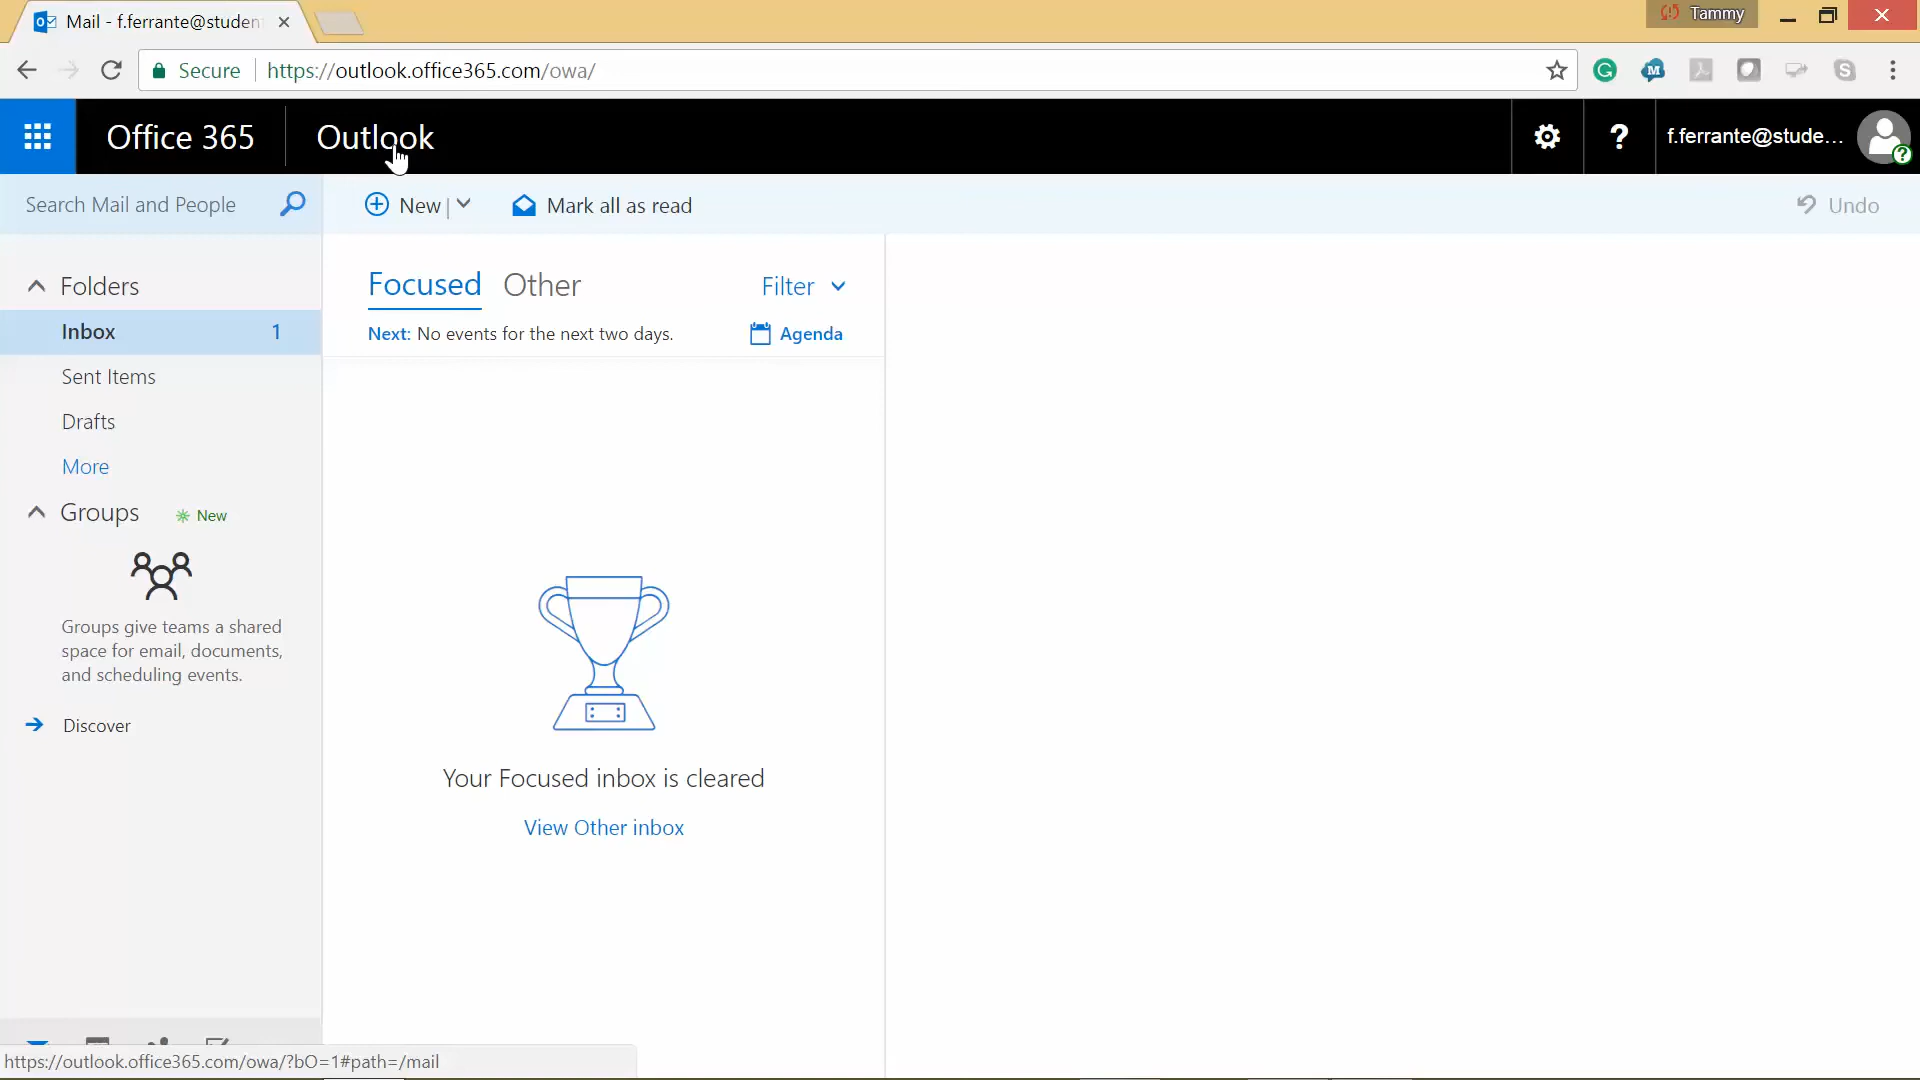 Mail - f.ferrante@studen
Tammy
Secure
https://outlook.office365.com/owa/
Office 365
Outlook
f.ferrante@stude...
Search Mail and People
New
Mark all as read
Undo
Folders
Focused
Other
Filter
Inbox 1
Next: No events for the next two days.
Agenda
Sent Items
Drafts
More
Groups
New
Groups give teams a shared
space for email, documents,
and scheduling events.
Discover
Your Focused inbox is cleared
View Other inbox
https://outlook.office365.com/owa/?bO=1#path=/mail